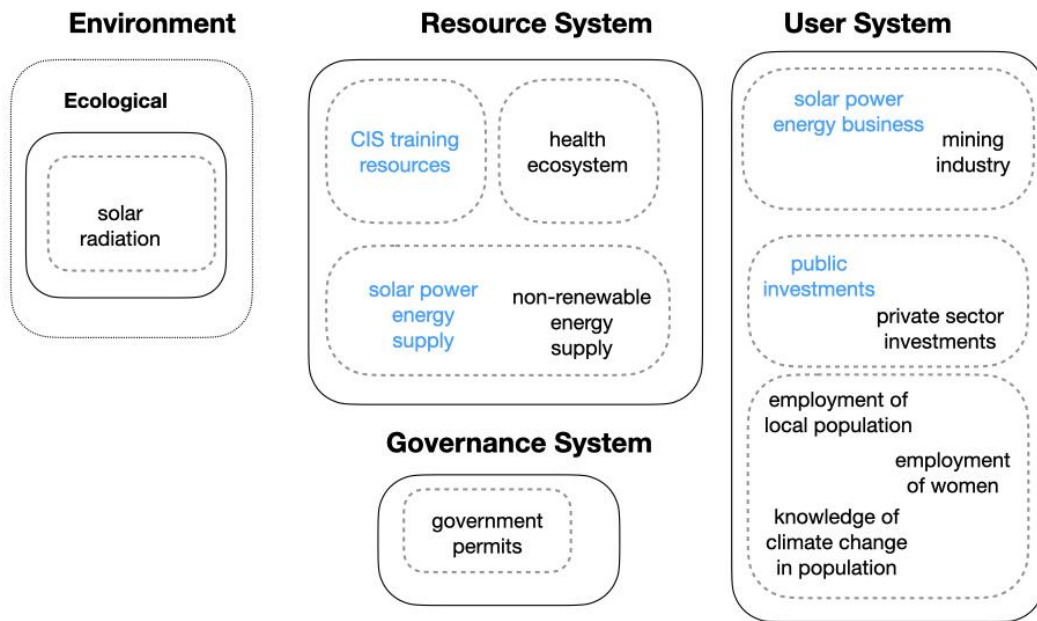 Environment
Ecological
solar
radiation
Resource System
CIS training
resources
health
ecosystem
solar power
energy
supply
non-renewable
energy
supply
Governance System
government
permits
User System
solar power
energy business
mining
industry
public
investments
private sector
investments
employment of
local population
employment
of women
knowledge of
climate change
in population